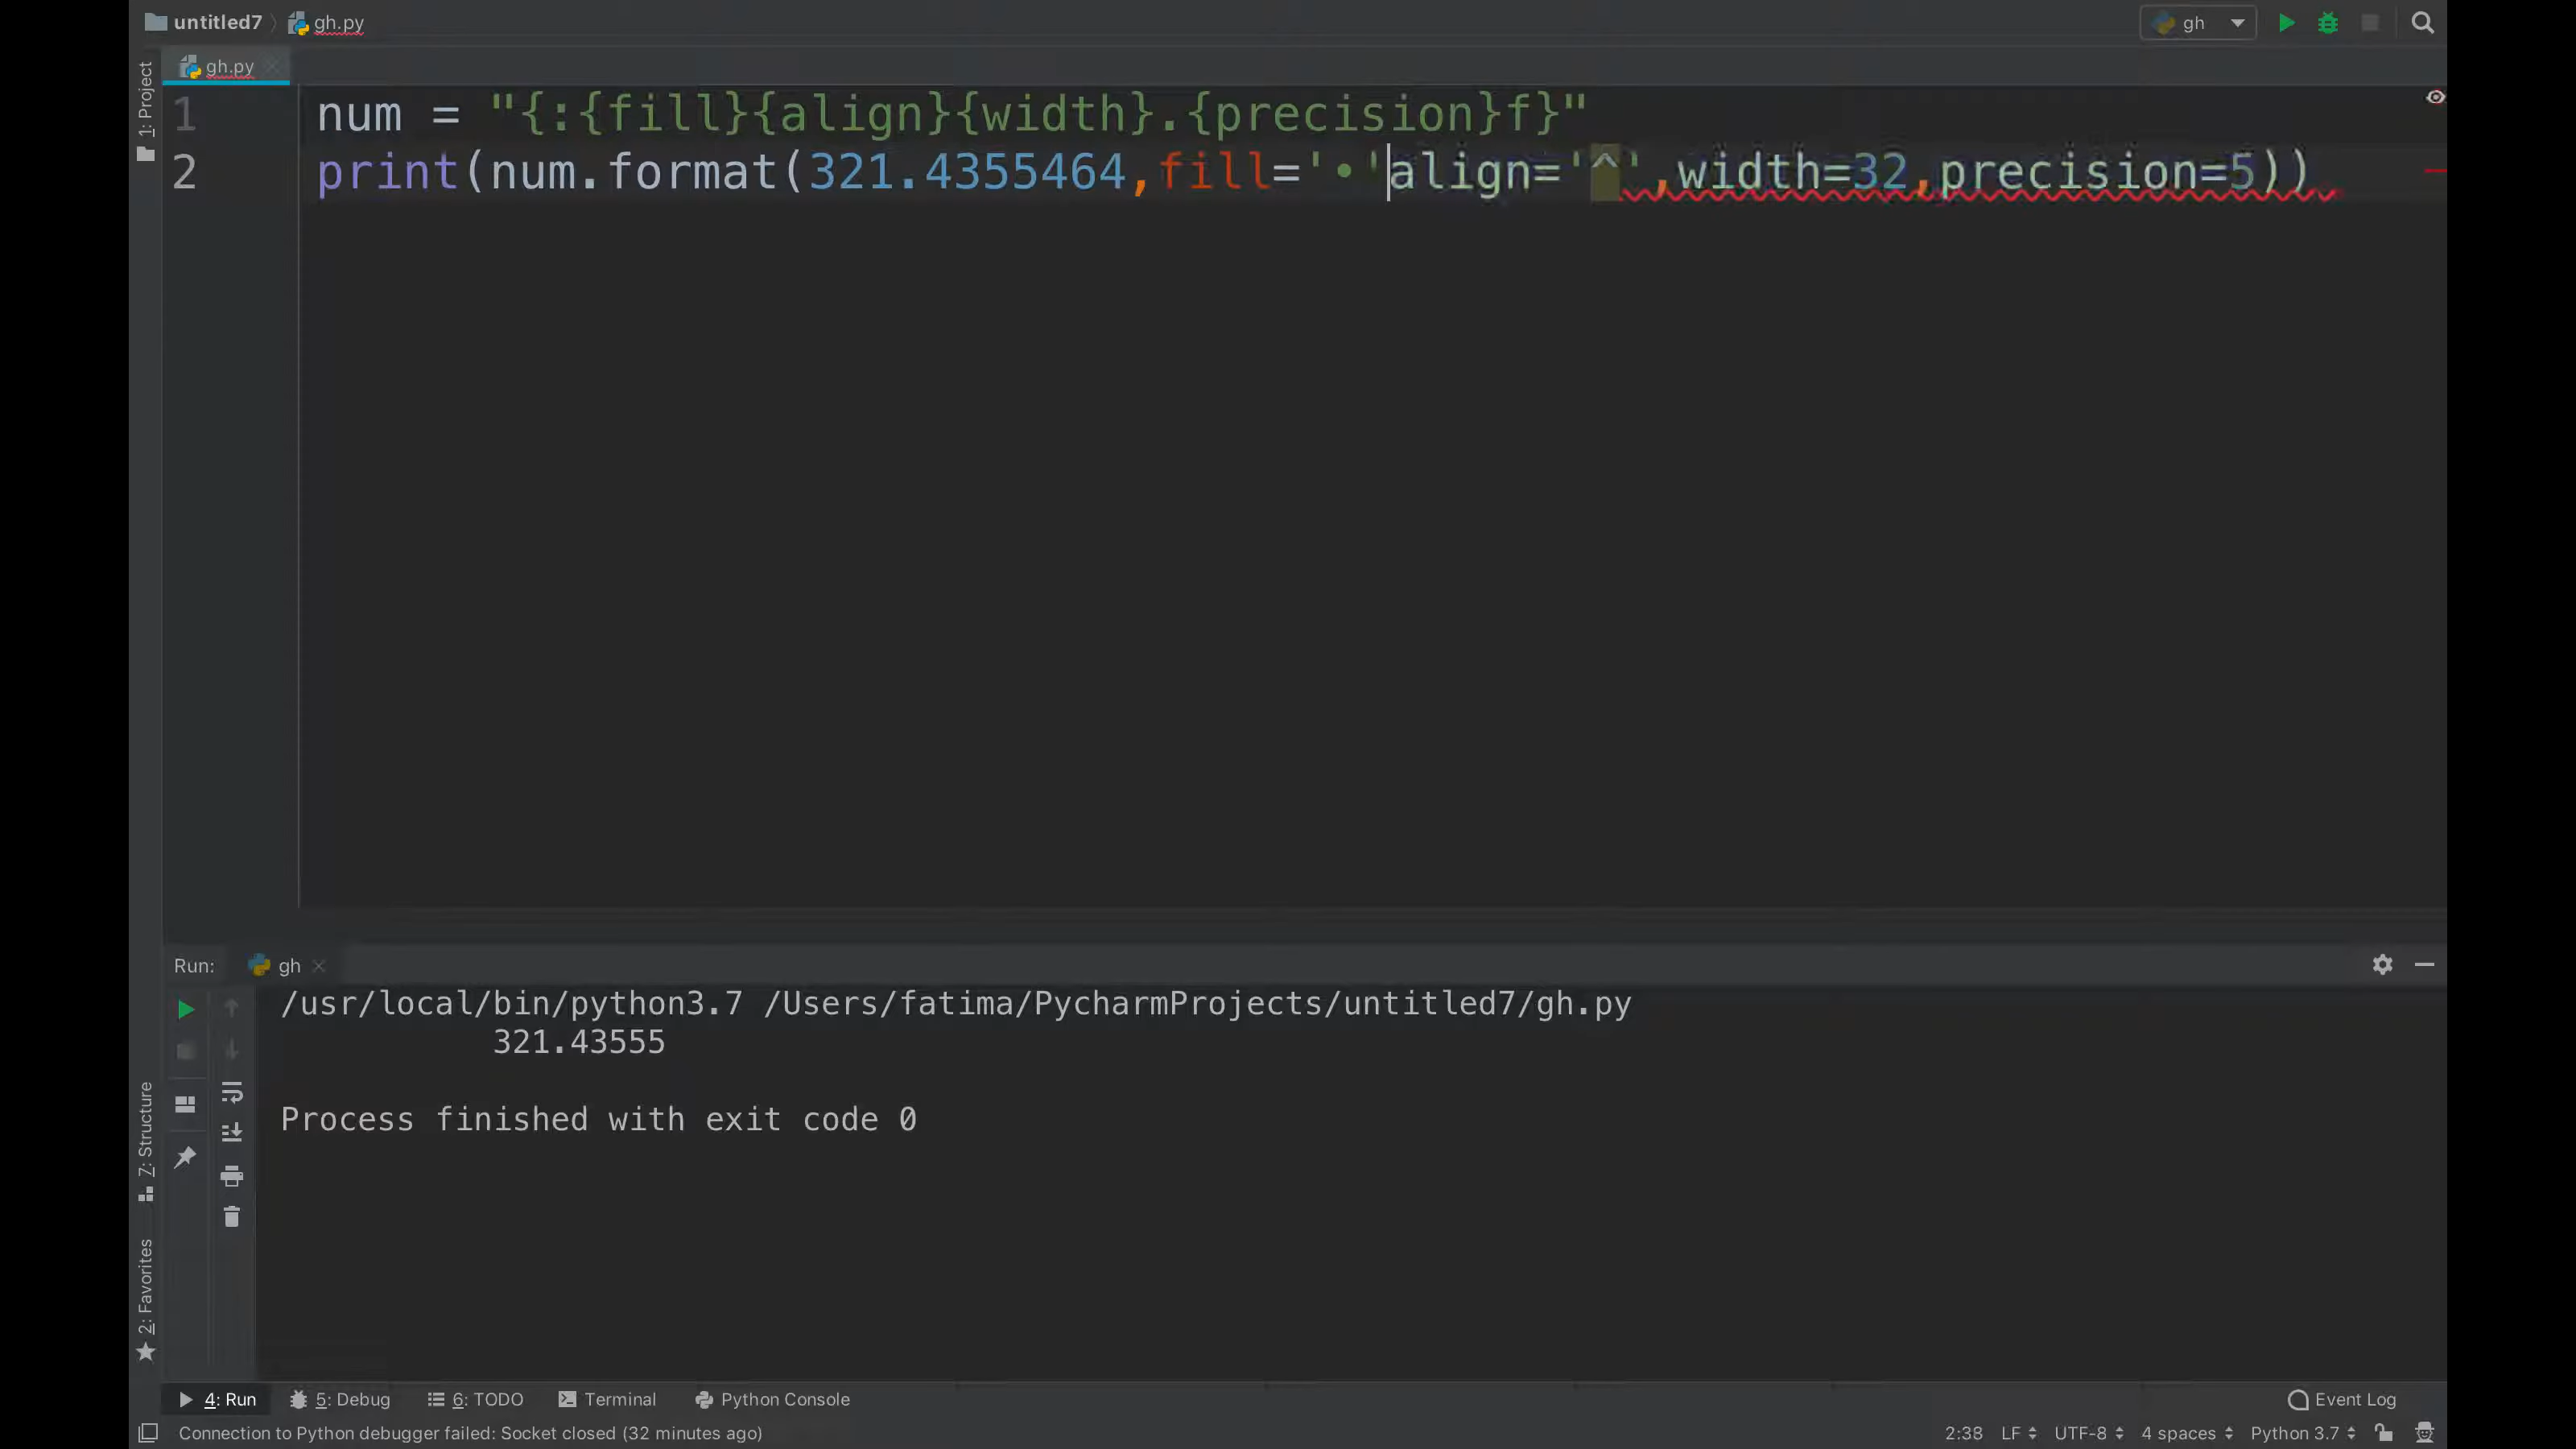 untitled7 〉 gh.py
gh
gh.py
1: Project
1 num = "{:{fill}{align}{width}.{precision}f}"
2 print(num.format(321.4355464,fill='•'align='^',width=32,precision=5))
Run: gh
/usr/local/bin/python3.7 /Users/fatima/PycharmProjects/untitled7/gh.py
321.43555
Process finished with exit code 0
7: Structure
2: Favorites
4: Run 5: Debug 6: TODO Terminal Python Console Event Log
Connection to Python debugger failed: Socket closed (32 minutes ago) 2:38 LF UTF-8 4 spaces Python 3.7